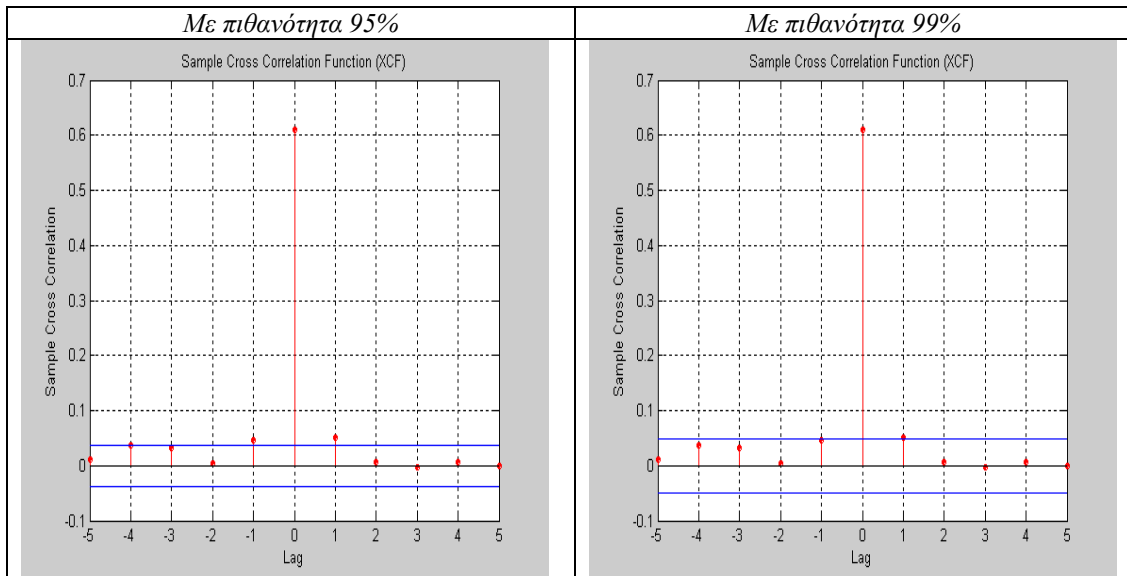 Με πιθανότητα 95%
Sample Cross Correlation Function (XCF)
Sample Cross Correlation
0.7
0.6
0.5
0.4
0.3
0.2
0.1
0
-0.1
-5 -4 -3 -2 -1 0 1 2 3 4 5
Lag
Με πιθανότητα 99%
Sample Cross Correlation Function (XCF)
Sample Cross Correlation
0.7
0.6
0.5
0.4
0.3
0.2
0.1
0
-0.1
-5 -4 -3 -2 -1 0 1 2 3 4 5
Lag